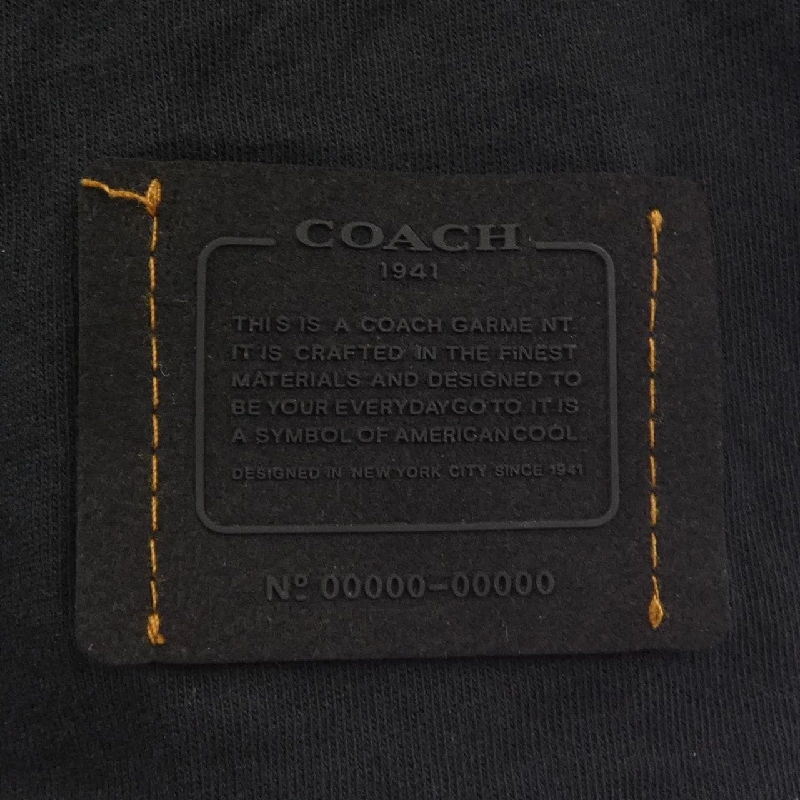 COACH
1941
THIS IS A COACH GARME NT.
IT IS CRAFTED IN THE FINEST
MATERIALS AND DESIGNED TO
BE YOUR EVERYDAYGO TO IT IS
A SYMBOL OF AMERICANCOOL
DESIGNED IN NEW YORK CITY SINCE 1941
Nº 00000-00000